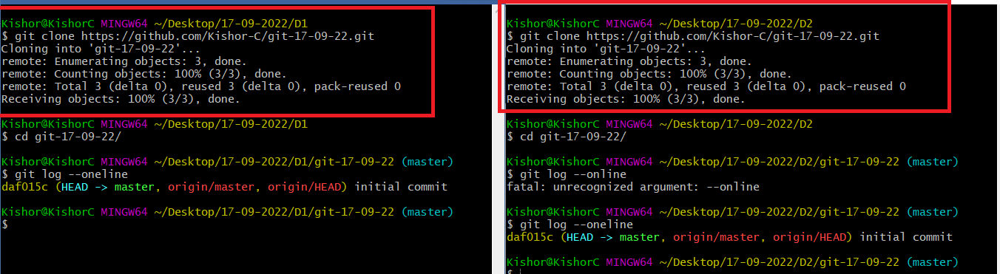 Kishor@KishorC MINGW64 ~/Desktop/17-09-2022/D1
$ git clone https://github.com/Kishor-C/git-17-09-22.git
Cloning into 'git-17-09-22'...
remote: Enumerating objects: 3, done.
remote: Counting objects: 100% (3/3), done.
remote: Total 3 (delta 0), reused 3 (delta 0), pack-reused 0
Receiving objects: 100% (3/3), done.
Kishor@KishorC MINGW64 ~/Desktop/17-09-2022/D1
$ cd git-17-09-22/
Kishor@KishorC MINGW64 ~/Desktop/17-09-2022/D1/git-17-09-22 (master)
$ git log --oneline
daf015c (HEAD -> master, origin/master, origin/HEAD) initial commit
Kishor@KishorC MINGW64 ~/Desktop/17-09-2022/D1/git-17-09-22 (master)
$
Kishor@KishorC MINGW64 ~/Desktop/17-09-2022/D2
$ git clone https://github.com/Kishor-C/git-17-09-22.git
Cloning into 'git-17-09-22'...
remote: Enumerating objects: 3, done.
remote: Counting objects: 100% (3/3), done.
remote: Total 3 (delta 0), reused 3 (delta 0), pack-reused 0
Receiving objects: 100% (3/3), done.
Kishor@KishorC MINGW64 ~/Desktop/17-09-2022/D2
$ cd git-17-09-22/
Kishor@KishorC MINGW64 ~/Desktop/17-09-2022/D2/git-17-09-22 (master)
$ git log --online
fatal: unrecognized argument: --online
Kishor@KishorC MINGW64 ~/Desktop/17-09-2022/D2/git-17-09-22 (master)
$ git log --oneline
daf015c (HEAD -> master, origin/master, origin/HEAD) initial commit
Kishor@KishorC MINGW64 ~/Desktop/17-09-2022/D2/git-17-09-22 (master)
$